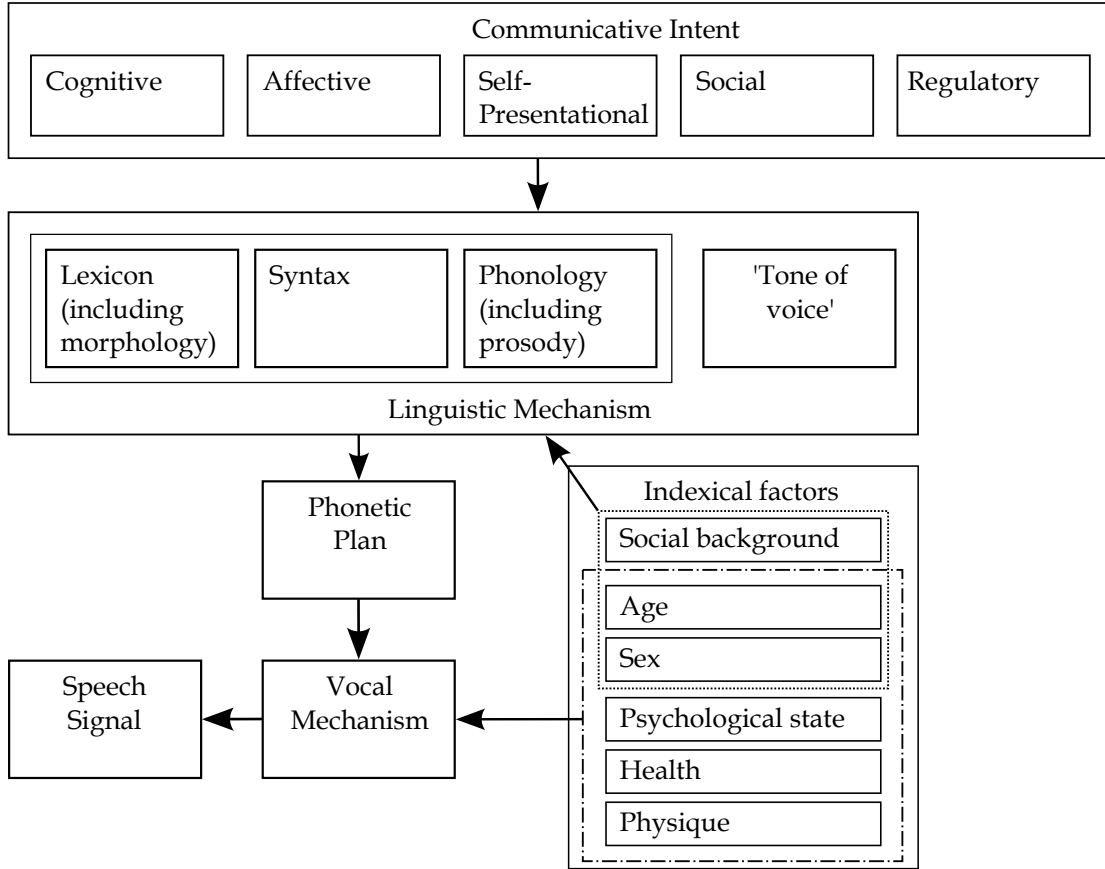 Communicative Intent
Cognitive
Affective
Self-
Presentational
Social
Regulatory
Lexicon
(including
morphology)
Syntax
Phonology
(including
prosody)
'Tone of
voice'
Linguistic Mechanism
Phonetic
Plan
Indexical factors
Social background
Age
Sex
Psychological state
Health
Physique
Speech
Signal
Vocal
Mechanism